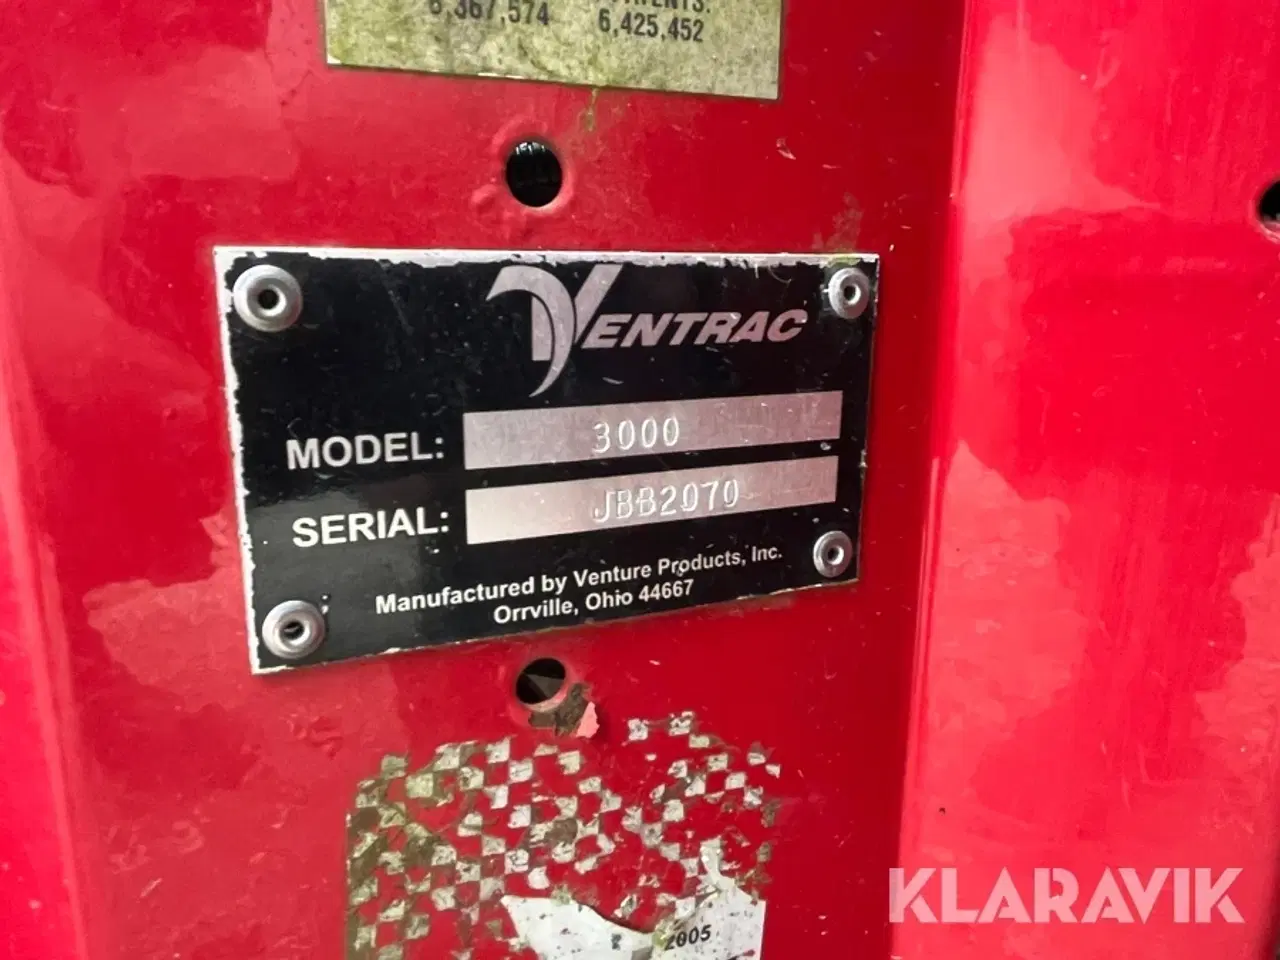 6,367,574 6,425,452
VENTRAC
MODEL: 3000
SERIAL: JBB2070
Manufactured by Venture Products, Inc.
Orrville, Ohio 44667
2005
KLARAVIK